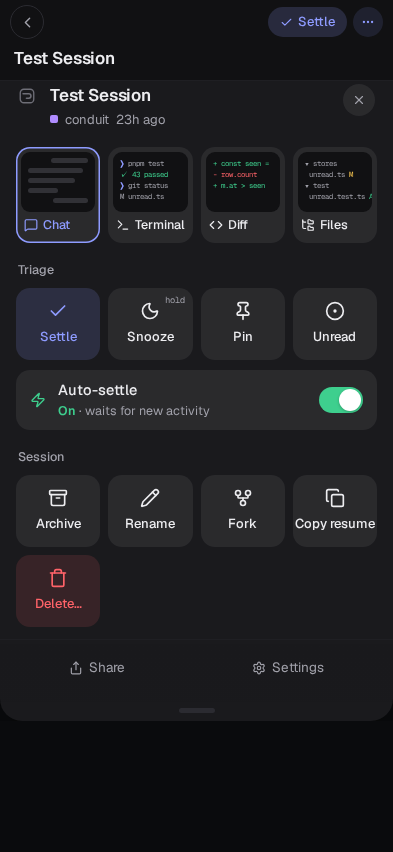 Settle
Test Session
Test Session
conduit 23h ago
❯ pnpm test
✓ 43 passed
❯ git status
M unread.ts
+ const seen =
- row.count
+ m.at > seen
▾ stores
unread.ts M
▾ test
unread.test.ts A
Chat
Terminal
Diff
Files
Triage
Settle
hold
Snooze
Pin
Unread
Auto-settle
On · waits for new activity
Session
Archive
Rename
Fork
Copy resume
Delete…
Share
Settings